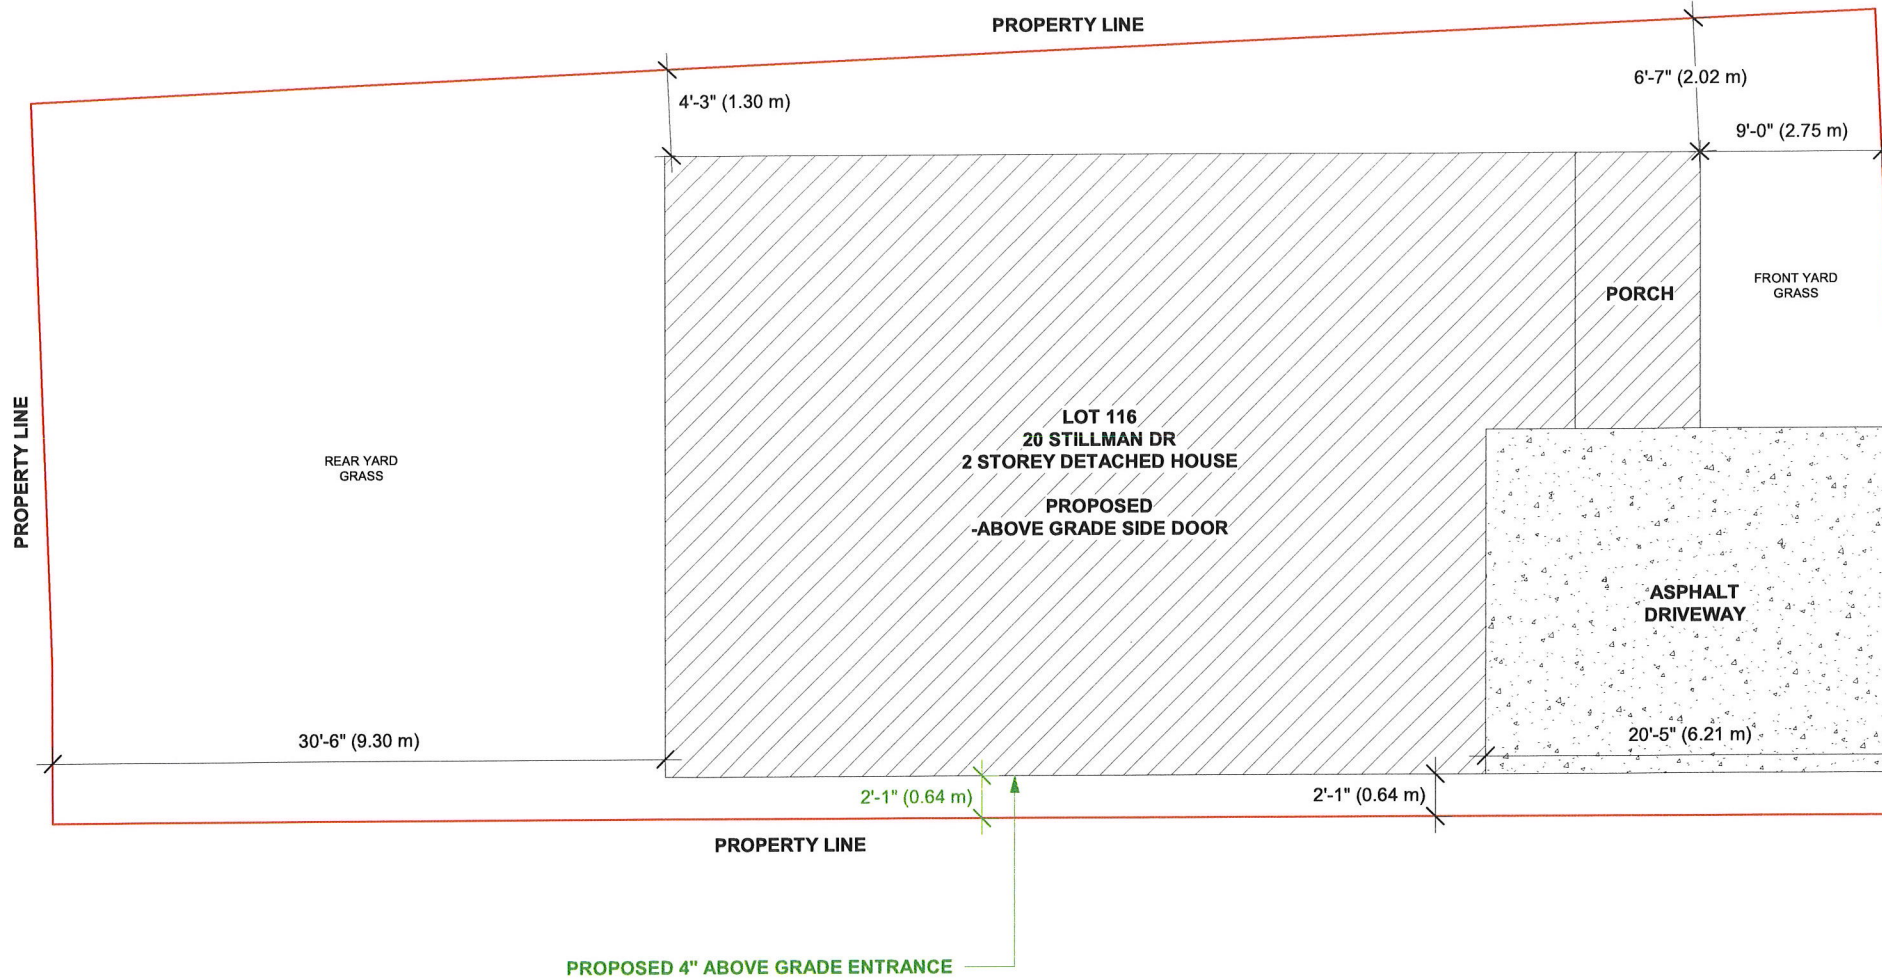 PROPERTY LINE
6'-7" (2.02 m)
4'-3" (1.30 m)
9'-0" (2.75 m)
FRONT YARD
GRASS
PORCH
LOT 116
20 STILLMAN DR
2 STOREY DETACHED HOUSE
PROPOSED
-ABOVE GRADE SIDE DOOR
PROPERTY LINE
REAR YARD
GRASS
ASPHALT
DRIVEWAY
30'-6" (9.30 m)
20'-5" (6.21 m)
2'-1" (0.64 m)
2'-1" (0.64 m)
PROPERTY LINE
PROPOSED 4" ABOVE GRADE ENTRANCE